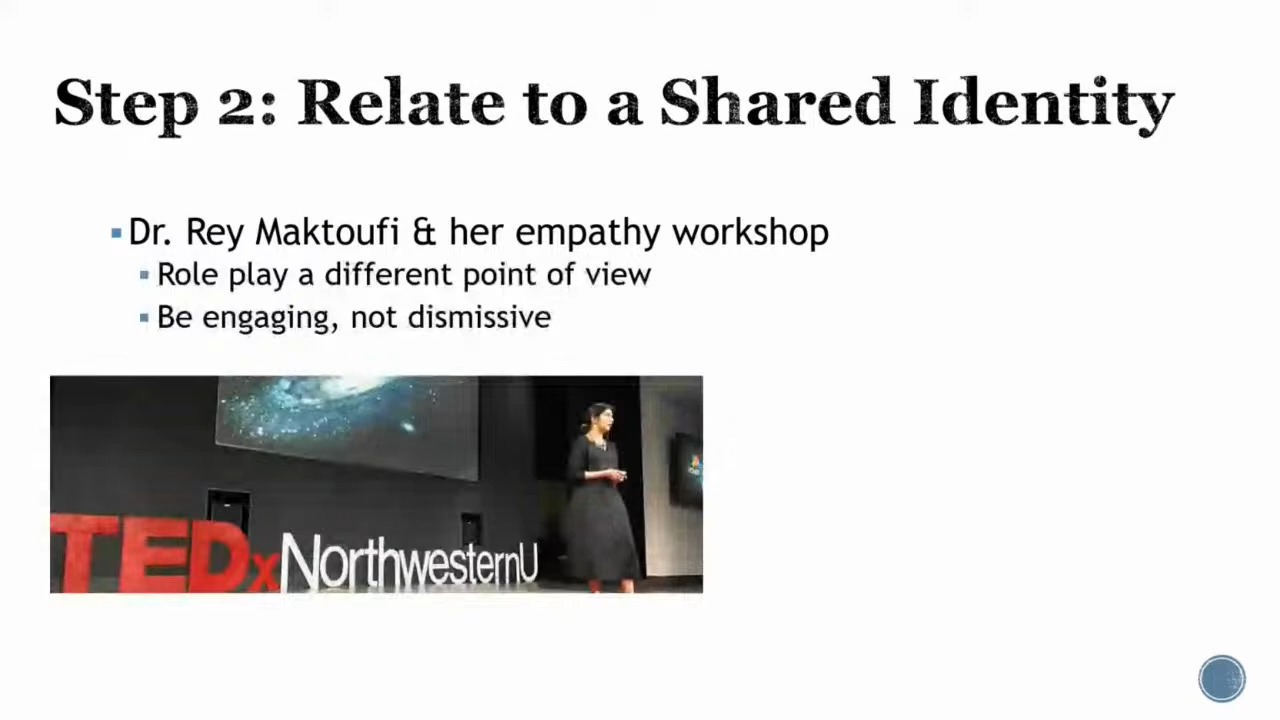 Step 2: Relate to a Shared Identity
Dr. Rey Maktoufi & her empathy workshop
Role play a different point of view
Be engaging, not dismissive
TEDxNorthwesternU